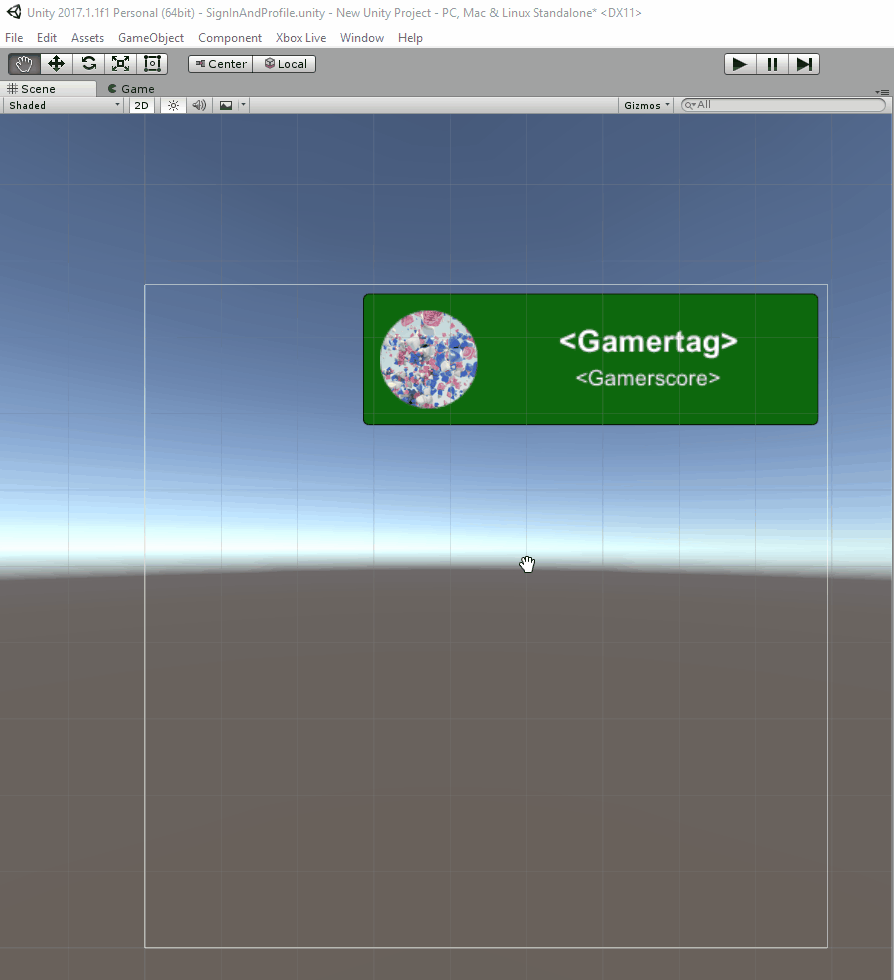 Unity 2017.1.1f1 Personal (64bit) - SignInAndProfile.unity - New Unity Project - PC, Mac & Linux Standalone* <DX11>
File Edit Assets GameObject Component Xbox Live Window Help
Center Local
Scene Game
Shaded 2D Gizmos All
<Gamertag>
<Gamerscore>